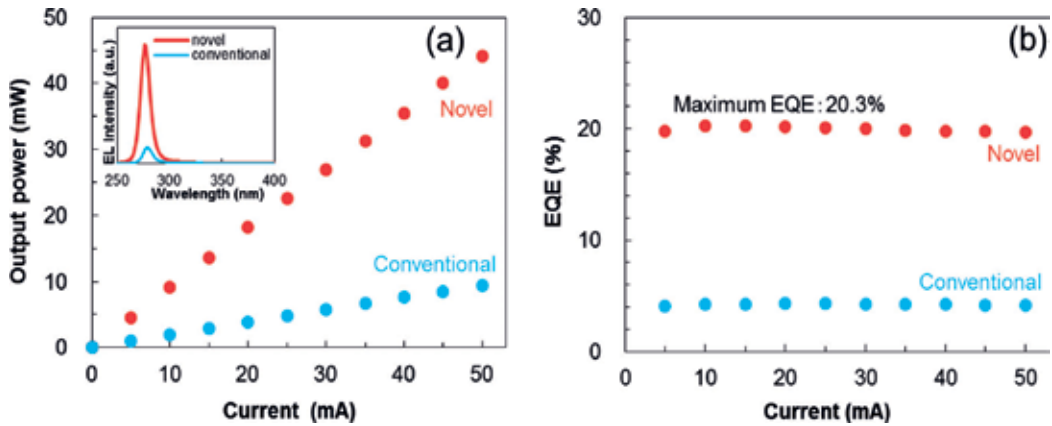 (a)
50
40
30
20
10
0
Output power (mW)
0 10 20 30 40 50
Current (mA)
novel
conventional
EL Intensity (a.u.)
250 300 350 400
Wavelength (nm)
Novel
Conventional
(b)
30
20
10
0
EQE (%)
0 10 20 30 40 50
Current (mA)
Maximum EQE : 20.3%
Novel
Conventional